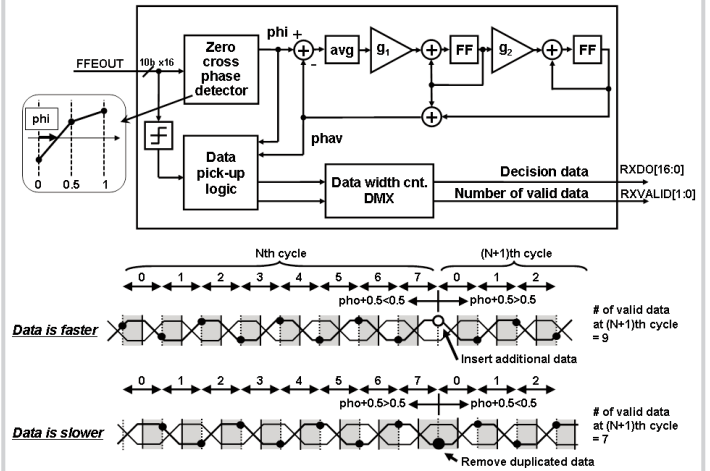 FFEOUT
10b x16
Zero
cross
phase
detector
phi
+
-
avg
g1
+
FF
g2
+
FF
+
phav
phi
0 0.5 1
Data
pick-up
logic
Data width cnt.
DMX
Decision data
RXDO[16:0]
Number of valid data
RXVALID[1:0]
Nth cycle
(N+1)th cycle
0 1 2 3 4 5 6 7 0 1 2
pho+0.5<0.5
pho+0.5>0.5
Data is faster
# of valid data
at (N+1)th cycle
= 9
Insert additional data
0 1 2 3 4 5 6 7 0 1 2
pho+0.5>0.5
pho+0.5<0.5
Data is slower
# of valid data
at (N+1)th cycle
= 7
Remove duplicated data